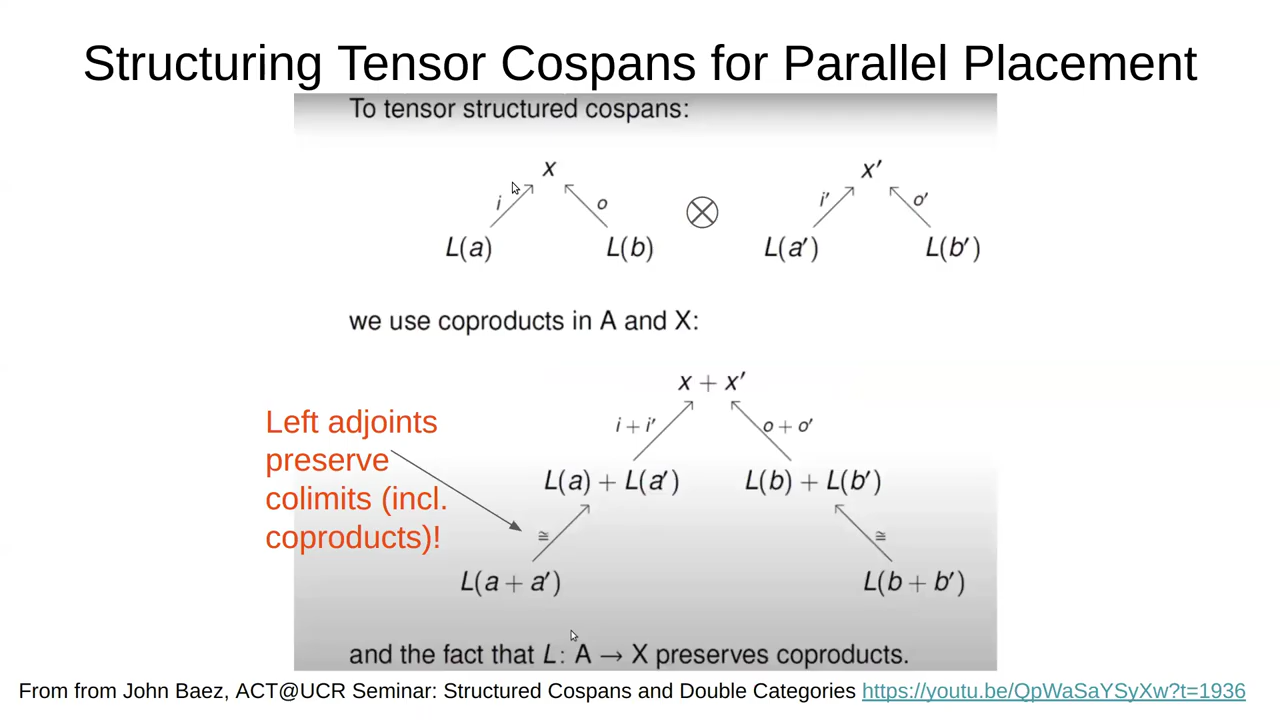 Structuring Tensor Cospans for Parallel Placement
To tensor structured cospans:
x x′
i o ⊗ i′ o′
L(a) L(b) L(a′) L(b′)
we use coproducts in A and X:
x + x′
i + i′ o + o′
L(a) + L(a′) L(b) + L(b′)
≅ ≅
L(a + a′) L(b + b′)
Left adjoints
preserve
colimits (incl.
coproducts)!
and the fact that L: A → X preserves coproducts.
From from John Baez, ACT@UCR Seminar: Structured Cospans and Double Categories https://youtu.be/QpWaSaYSyXw?t=1936